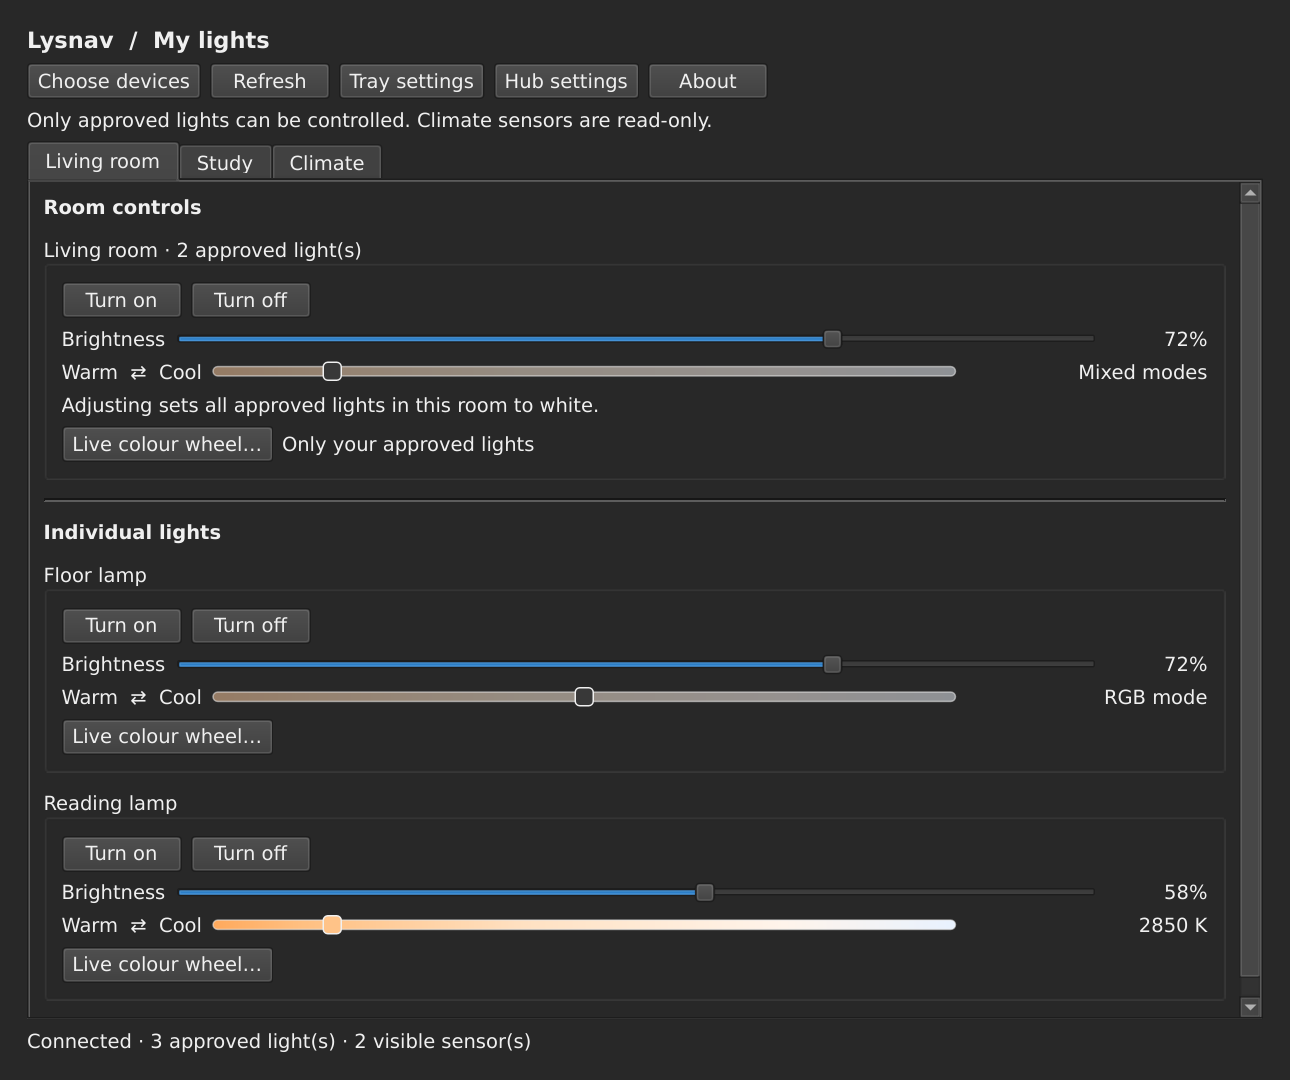 Lysnav / My lights
Choose devices Refresh Tray settings Hub settings About
Only approved lights can be controlled. Climate sensors are read-only.
Living room Study Climate
Room controls
Living room · 2 approved light(s)
Turn on Turn off
Brightness 72%
Warm ⇄ Cool Mixed modes
Adjusting sets all approved lights in this room to white.
Live colour wheel... Only your approved lights
Individual lights
Floor lamp
Turn on Turn off
Brightness 72%
Warm ⇄ Cool RGB mode
Live colour wheel...
Reading lamp
Turn on Turn off
Brightness 58%
Warm ⇄ Cool 2850 K
Live colour wheel...
Connected · 3 approved light(s) · 2 visible sensor(s)